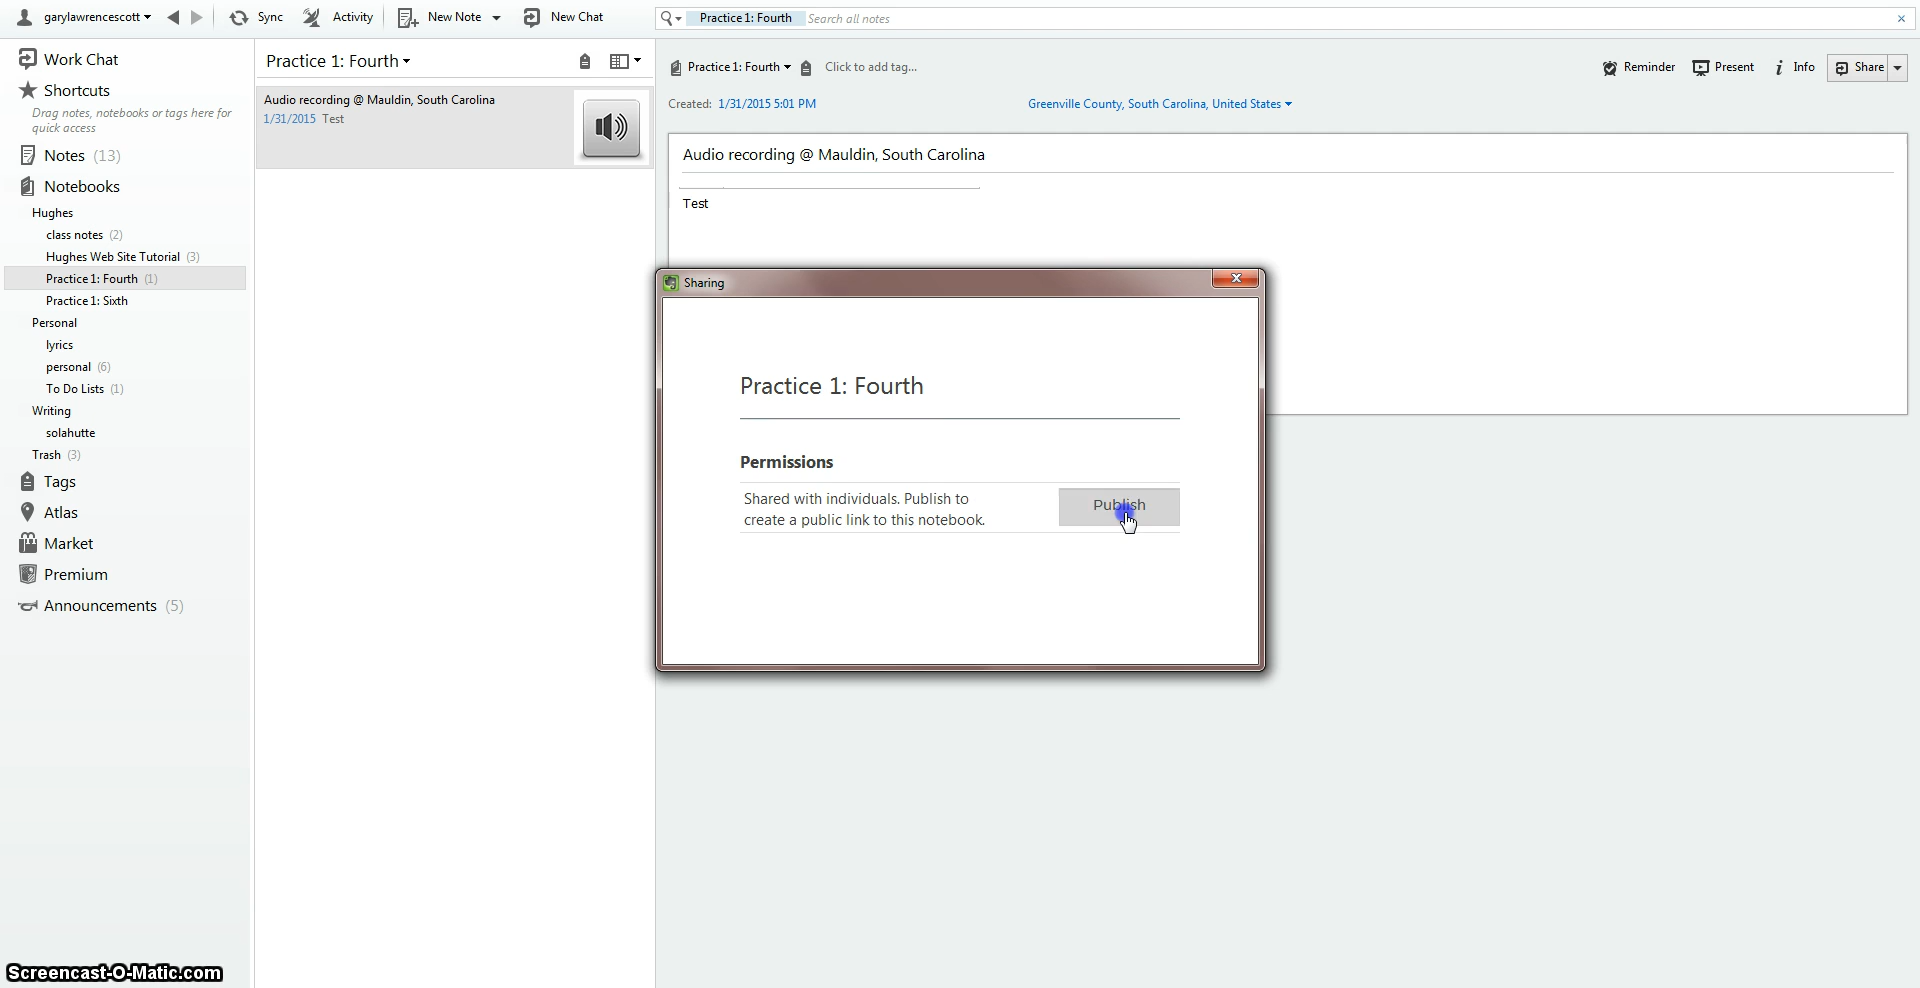 garylawrencescott
Sync
Activity
New Note
New Chat
Practice 1: Fourth Search all notes
Work Chat
Shortcuts
Drag notes, notebooks or tags here for
quick access
Notes (13)
Notebooks
Hughes
class notes (2)
Hughes Web Site Tutorial (3)
Practice 1: Fourth (1)
Practice 1: Sixth
Personal
lyrics
personal (6)
To Do Lists (1)
Writing
solahutte
Trash (3)
Tags
Atlas
Market
Premium
Announcements (5)
Practice 1: Fourth
Audio recording @ Mauldin, South Carolina
1/31/2015 Test
Practice 1: Fourth
Click to add tag...
Reminder
Present
Info
Share
Created: 1/31/2015 5:01 PM
Greenville County, South Carolina, United States
Audio recording @ Mauldin, South Carolina
Test
Sharing
Practice 1: Fourth
Permissions
Shared with individuals. Publish to
create a public link to this notebook.
Publish
Screencast-O-Matic.com